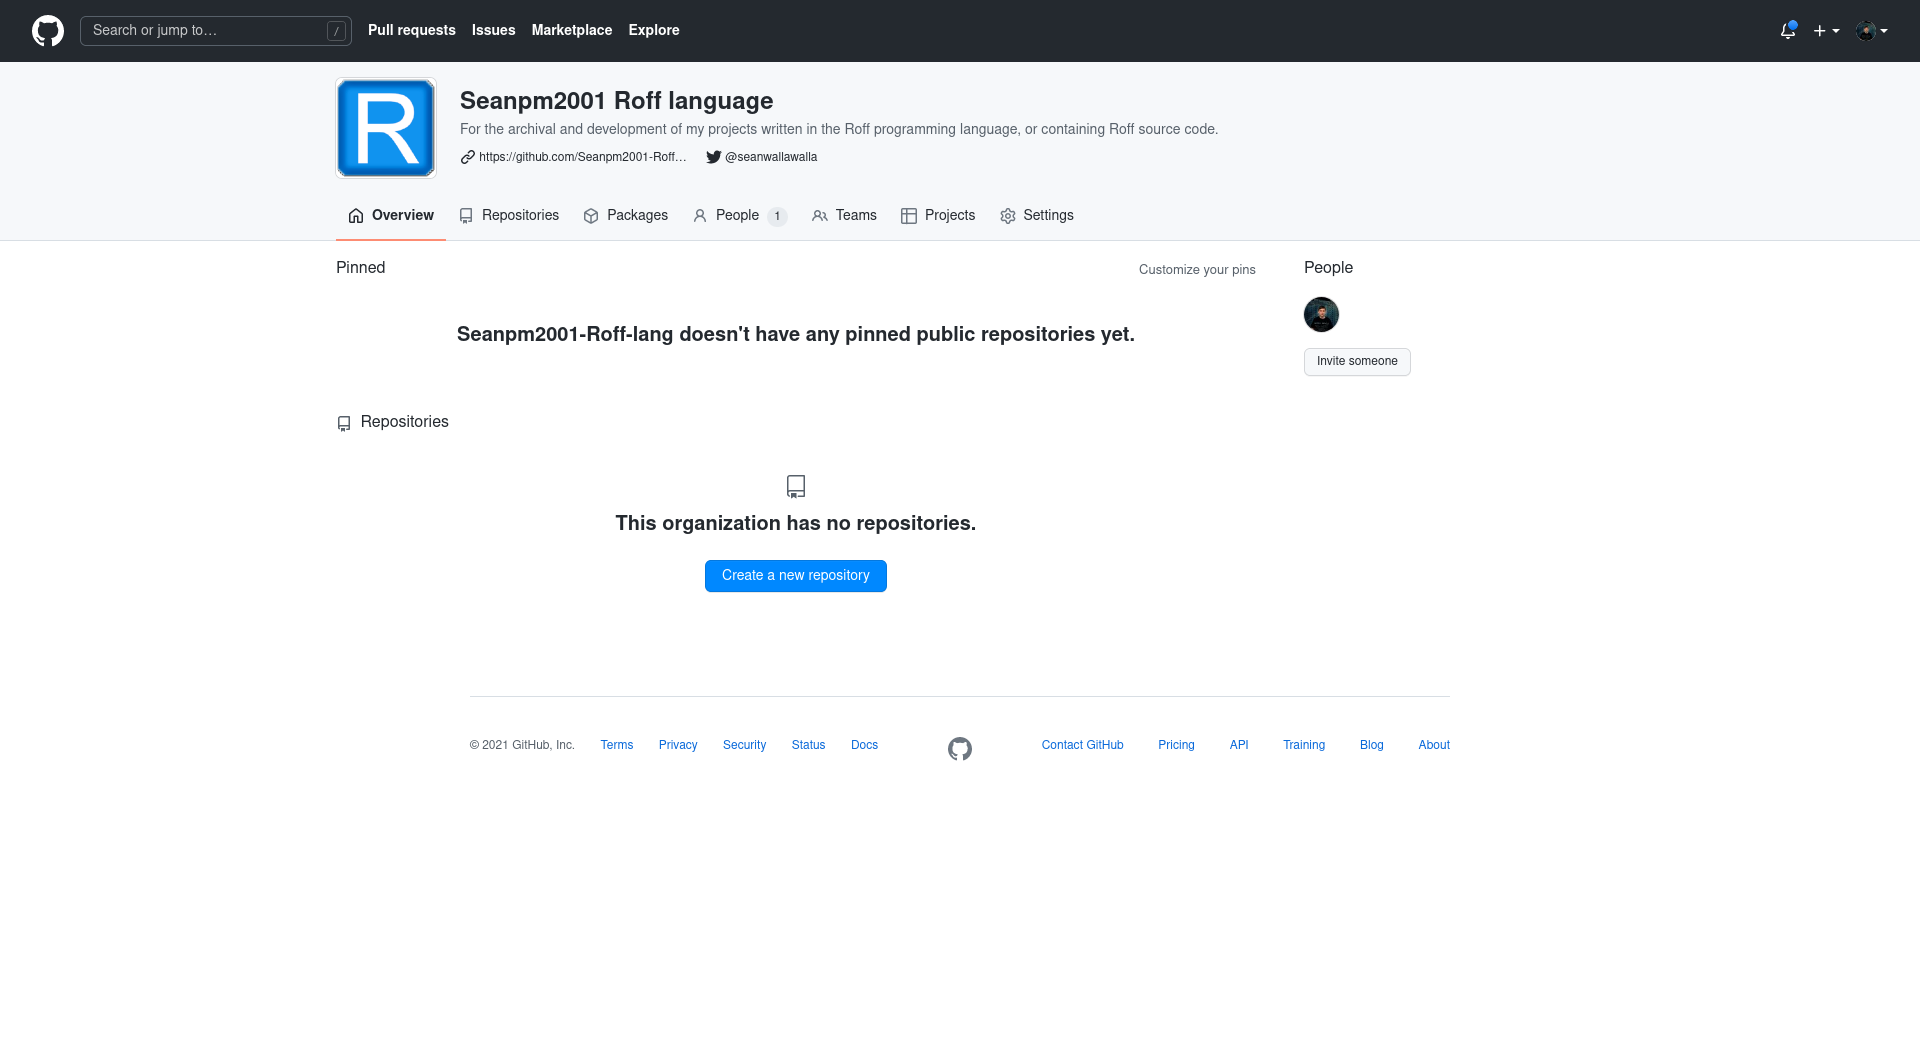 Search or jump to… /
Pull requests Issues Marketplace Explore
R
Seanpm2001 Roff language
For the archival and development of my projects written in the Roff programming language, or containing Roff source code.
https://github.com/Seanpm2001-Roff… @seanwallawalla
Overview Repositories Packages People 1 Teams Projects Settings
Pinned Customize your pins
Seanpm2001-Roff-lang doesn't have any pinned public repositories yet.
People
Invite someone
Repositories
This organization has no repositories.
Create a new repository
© 2021 GitHub, Inc. Terms Privacy Security Status Docs Contact GitHub Pricing API Training Blog About